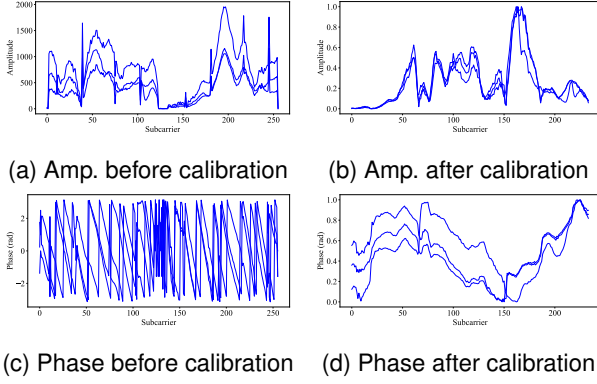 2000
1500
1000
500
0
Amplitude
0 50 100 150 200 250
Subcarrier
(a) Amp. before calibration
1.0
0.8
0.6
0.4
0.2
0.0
Amplitude
0 50 100 150 200
Subcarrier
(b) Amp. after calibration
2
0
−2
Phase (rad)
0 50 100 150 200 250
Subcarrier
(c) Phase before calibration
1.0
0.8
0.6
0.4
0.2
0.0
Phase (rad)
0 50 100 150 200
Subcarrier
(d) Phase after calibration